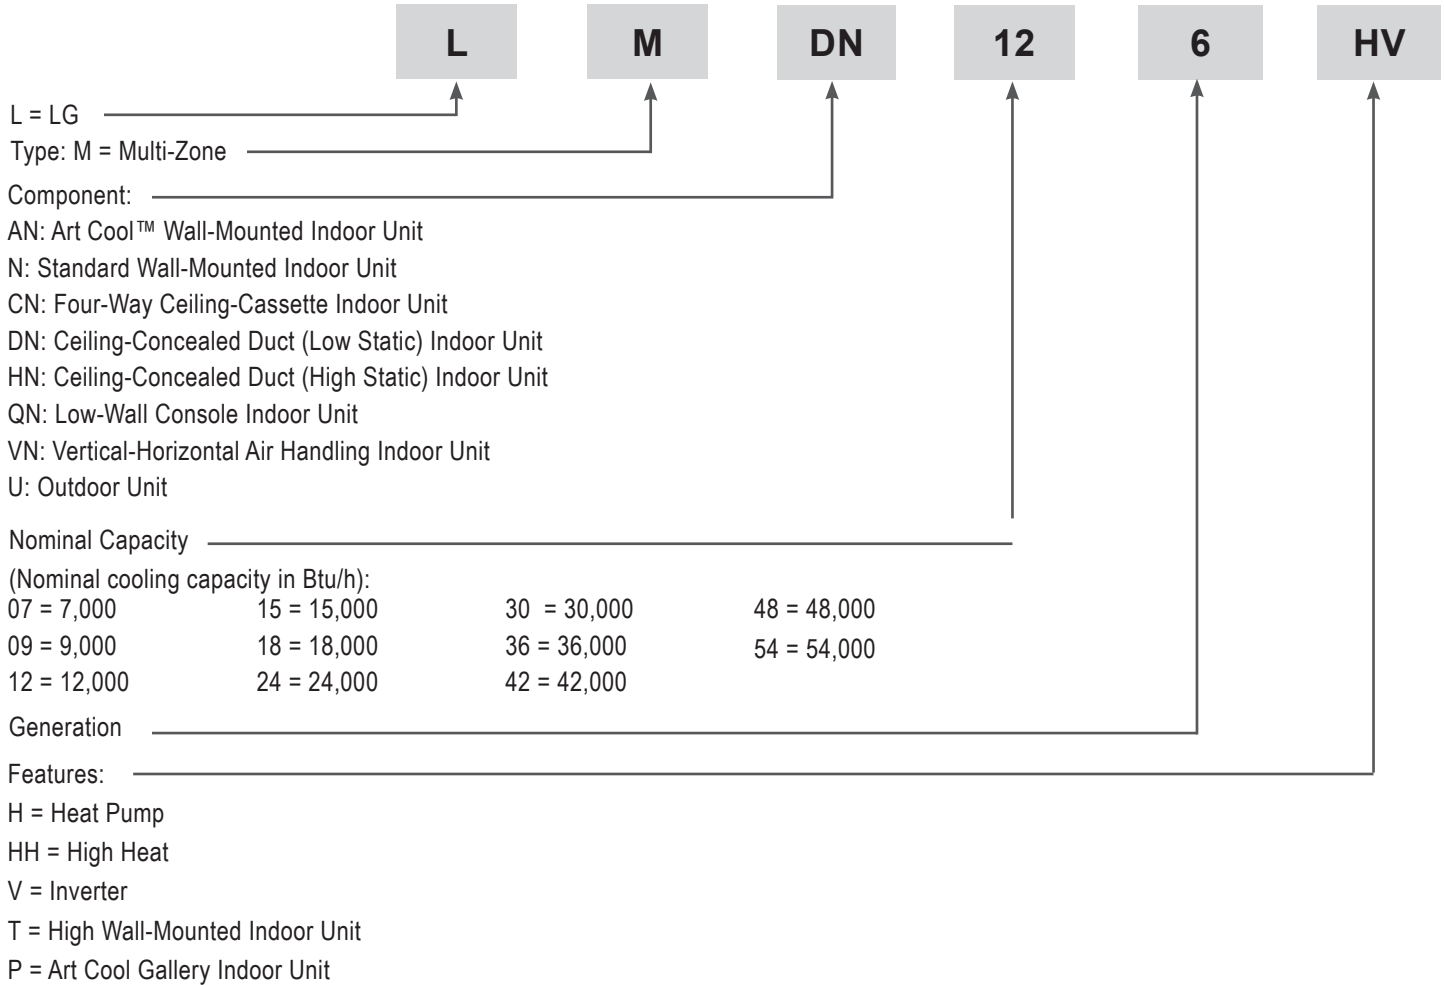 L M DN 12 6 HV
L = LG
Type: M = Multi-Zone
Component:
AN: Art Cool™ Wall-Mounted Indoor Unit
N: Standard Wall-Mounted Indoor Unit
CN: Four-Way Ceiling-Cassette Indoor Unit
DN: Ceiling-Concealed Duct (Low Static) Indoor Unit
HN: Ceiling-Concealed Duct (High Static) Indoor Unit
QN: Low-Wall Console Indoor Unit
VN: Vertical-Horizontal Air Handling Indoor Unit
U: Outdoor Unit
Nominal Capacity
(Nominal cooling capacity in Btu/h):
07 = 7,000 15 = 15,000 30 = 30,000 48 = 48,000
09 = 9,000 18 = 18,000 36 = 36,000 54 = 54,000
12 = 12,000 24 = 24,000 42 = 42,000
Generation
Features:
H = Heat Pump
HH = High Heat
V = Inverter
T = High Wall-Mounted Indoor Unit
P = Art Cool Gallery Indoor Unit